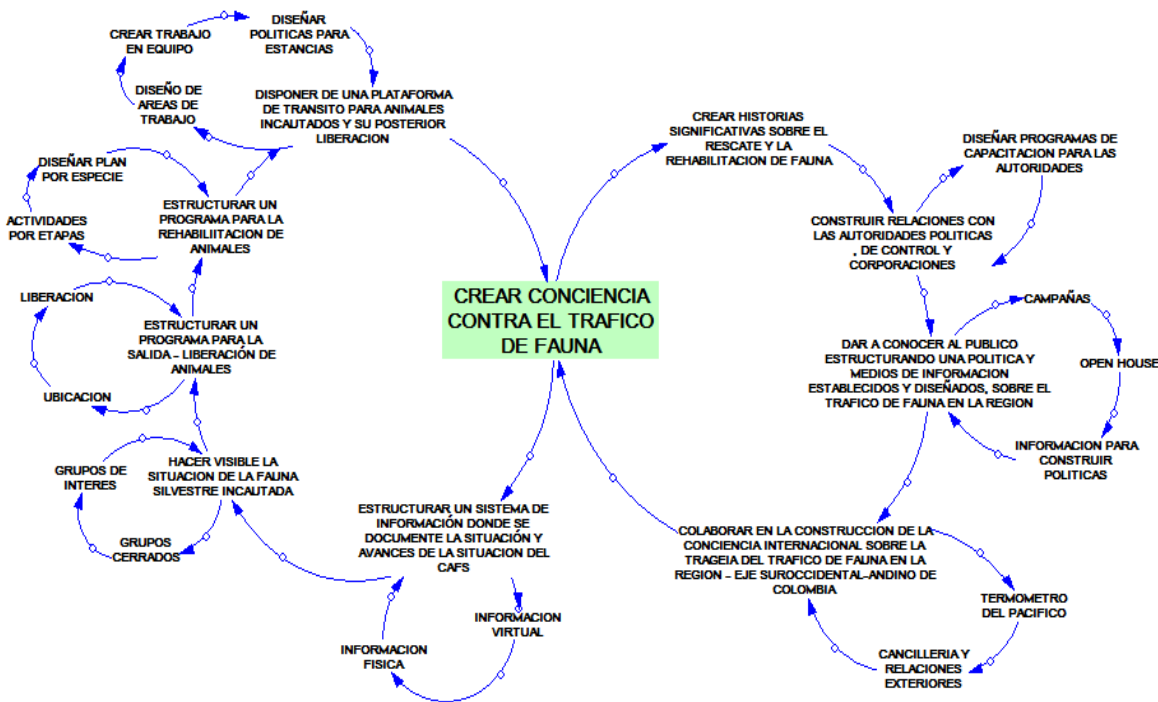 CREAR TRABAJO
EN EQUIPO
DISEÑAR
POLITICAS PARA
ESTANCIAS
DISEÑO DE
AREAS DE
TRABAJO
DISPONER DE UNA PLATAFORMA
DE TRANSITO PARA ANIMALES
INCAUTADOS Y SU POSTERIOR
LIBERACION
DISEÑAR PLAN
POR ESPECIE
ACTIVIDADES
POR ETAPAS
ESTRUCTURAR UN
PROGRAMA PARA LA
REHABILIITACION DE
ANIMALES
LIBERACION
ESTRUCTURAR UN
PROGRAMA PARA LA
SALIDA - LIBERACIÓN DE
ANIMALES
UBICACION
GRUPOS DE
INTERES
HACER VISIBLE LA
SITUACION DE LA FAUNA
SILVESTRE INCAUTADA
GRUPOS
CERRADOS
CREAR CONCIENCIA
CONTRA EL TRAFICO
DE FAUNA
ESTRUCTURAR UN SISTEMA DE
INFORMACIÓN DONDE SE
DOCUMENTE LA SITUACIÓN Y
AVANCES DE LA SITUACION DEL
CAFS
INFORMACION
VIRTUAL
INFORMACION
FISICA
CREAR HISTORIAS
SIGNIFICATIVAS SOBRE EL
RESCATE Y LA
REHABILITACION DE FAUNA
DISEÑAR PROGRAMAS DE
CAPACITACION PARA LAS
AUTORIDADES
CONSTRUIR RELACIONES CON
LAS AUTORIDADES POLITICAS
, DE CONTROL Y
CORPORACIONES
CAMPAÑAS
DAR A CONOCER AL PUBLICO
ESTRUCTURANDO UNA POLITICA Y
MEDIOS DE INFORMACION
ESTABLECIDOS Y DISEÑADOS, SOBRE EL
TRAFICO DE FAUNA EN LA REGION
OPEN HOUSE
INFORMACION PARA
CONSTRUIR
POLITICAS
COLABORAR EN LA CONSTRUCCION DE LA
CONCIENCIA INTERNACIONAL SOBRE LA
TRAGEIA DEL TRAFICO DE FAUNA EN LA
REGION - EJE SUROCCIDENTAL-ANDINO DE
COLOMBIA
TERMOMETRO
DEL PACIFICO
CANCILLERIA Y
RELACIONES
EXTERIORES